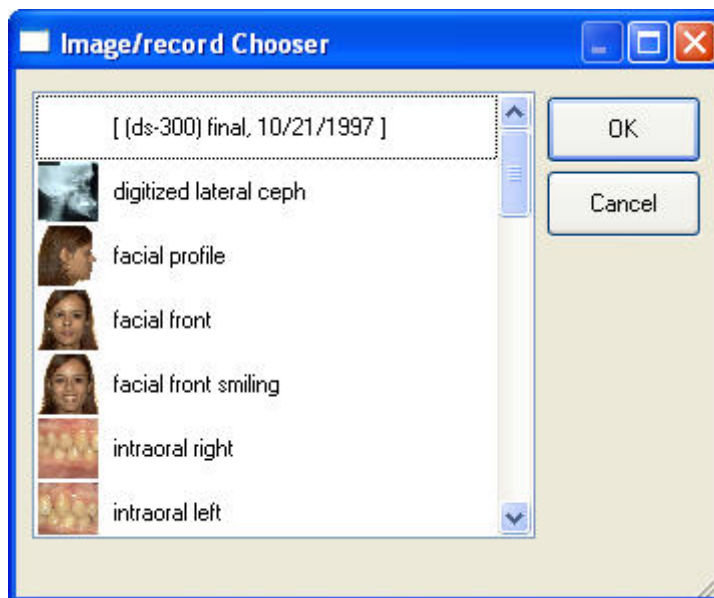 Image/record Chooser
[ (ds-300) final, 10/21/1997 ]
digitized lateral ceph
facial profile
facial front
facial front smiling
intraoral right
intraoral left
OK
Cancel